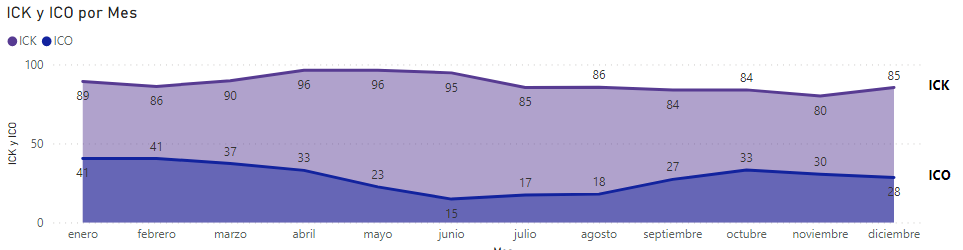 ICK y ICO por Mes
ICK ICO
100
50
0
ICK y ICO
89 86 90 96 96 95 85 86 84 84 80 85
41 41 37 33 23 15 17 18 27 33 30 28
ICK
ICO
enero febrero marzo abril mayo junio julio agosto septiembre octubre noviembre diciembre